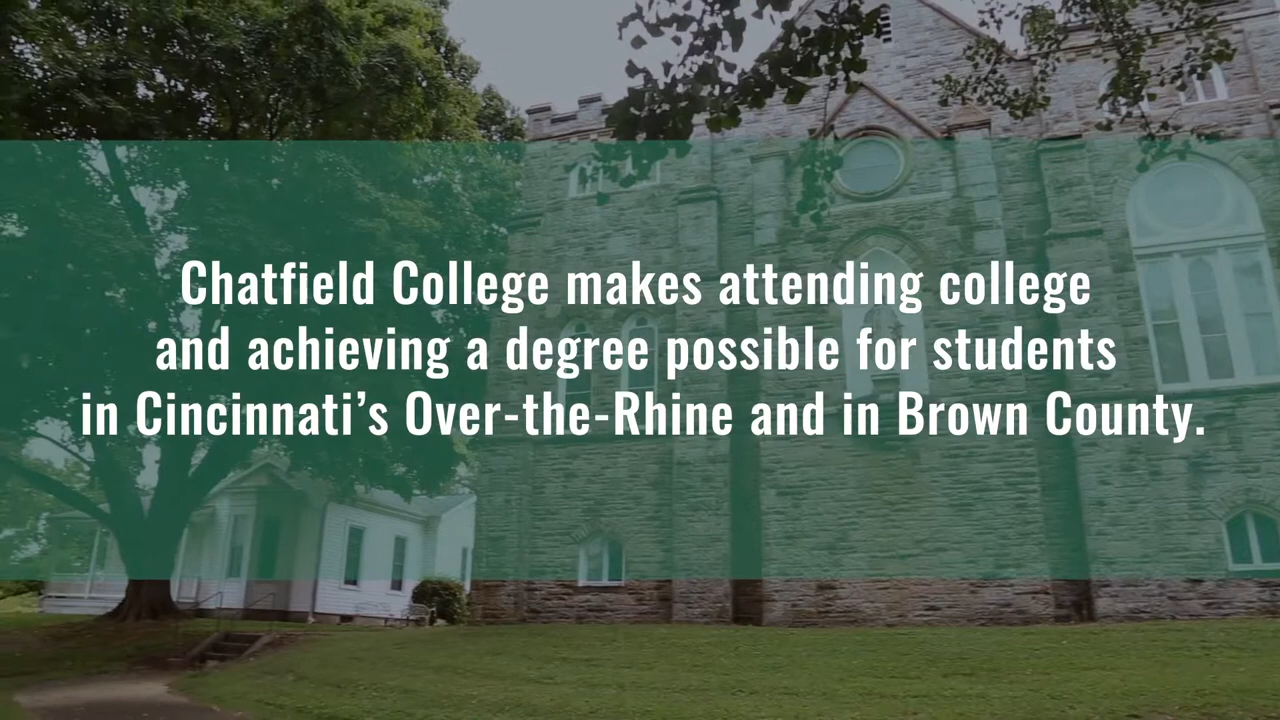 Chatfield College makes attending college
and achieving a degree possible for students
in Cincinnati’s Over-the-Rhine and in Brown County.